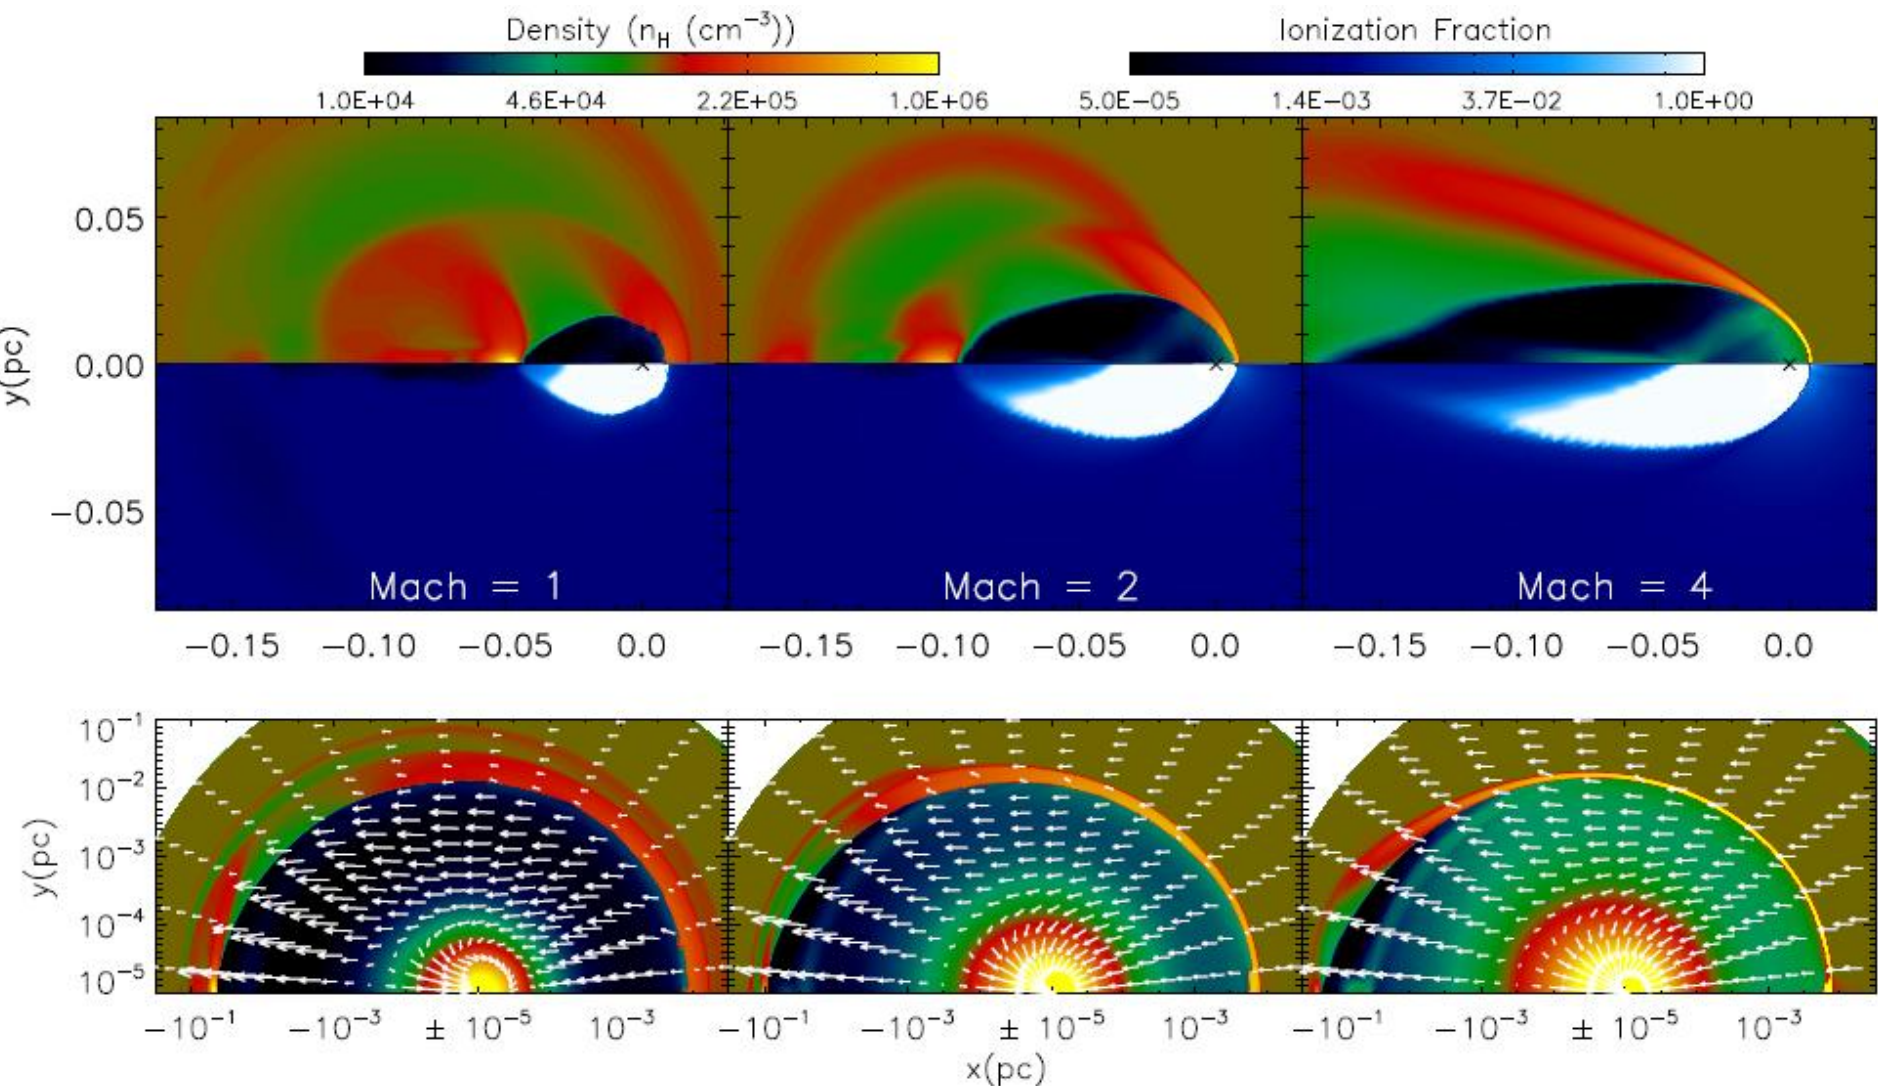 Density (n_H (cm⁻³)) Ionization Fraction
1.0E+04 4.6E+04 2.2E+05 1.0E+06 5.0E-05 1.4E-03 3.7E-02 1.0E+00
0.05
0.00
−0.05
y(pc)
× × ×
Mach = 1 Mach = 2 Mach = 4
−0.15 −0.10 −0.05 0.0 −0.15 −0.10 −0.05 0.0 −0.15 −0.10 −0.05 0.0
10⁻¹
10⁻²
10⁻³
10⁻⁴
10⁻⁵
y(pc)
−10⁻¹ −10⁻³ ± 10⁻⁵ 10⁻³ −10⁻¹ −10⁻³ ± 10⁻⁵ 10⁻³ −10⁻¹ −10⁻³ ± 10⁻⁵ 10⁻³
x(pc)